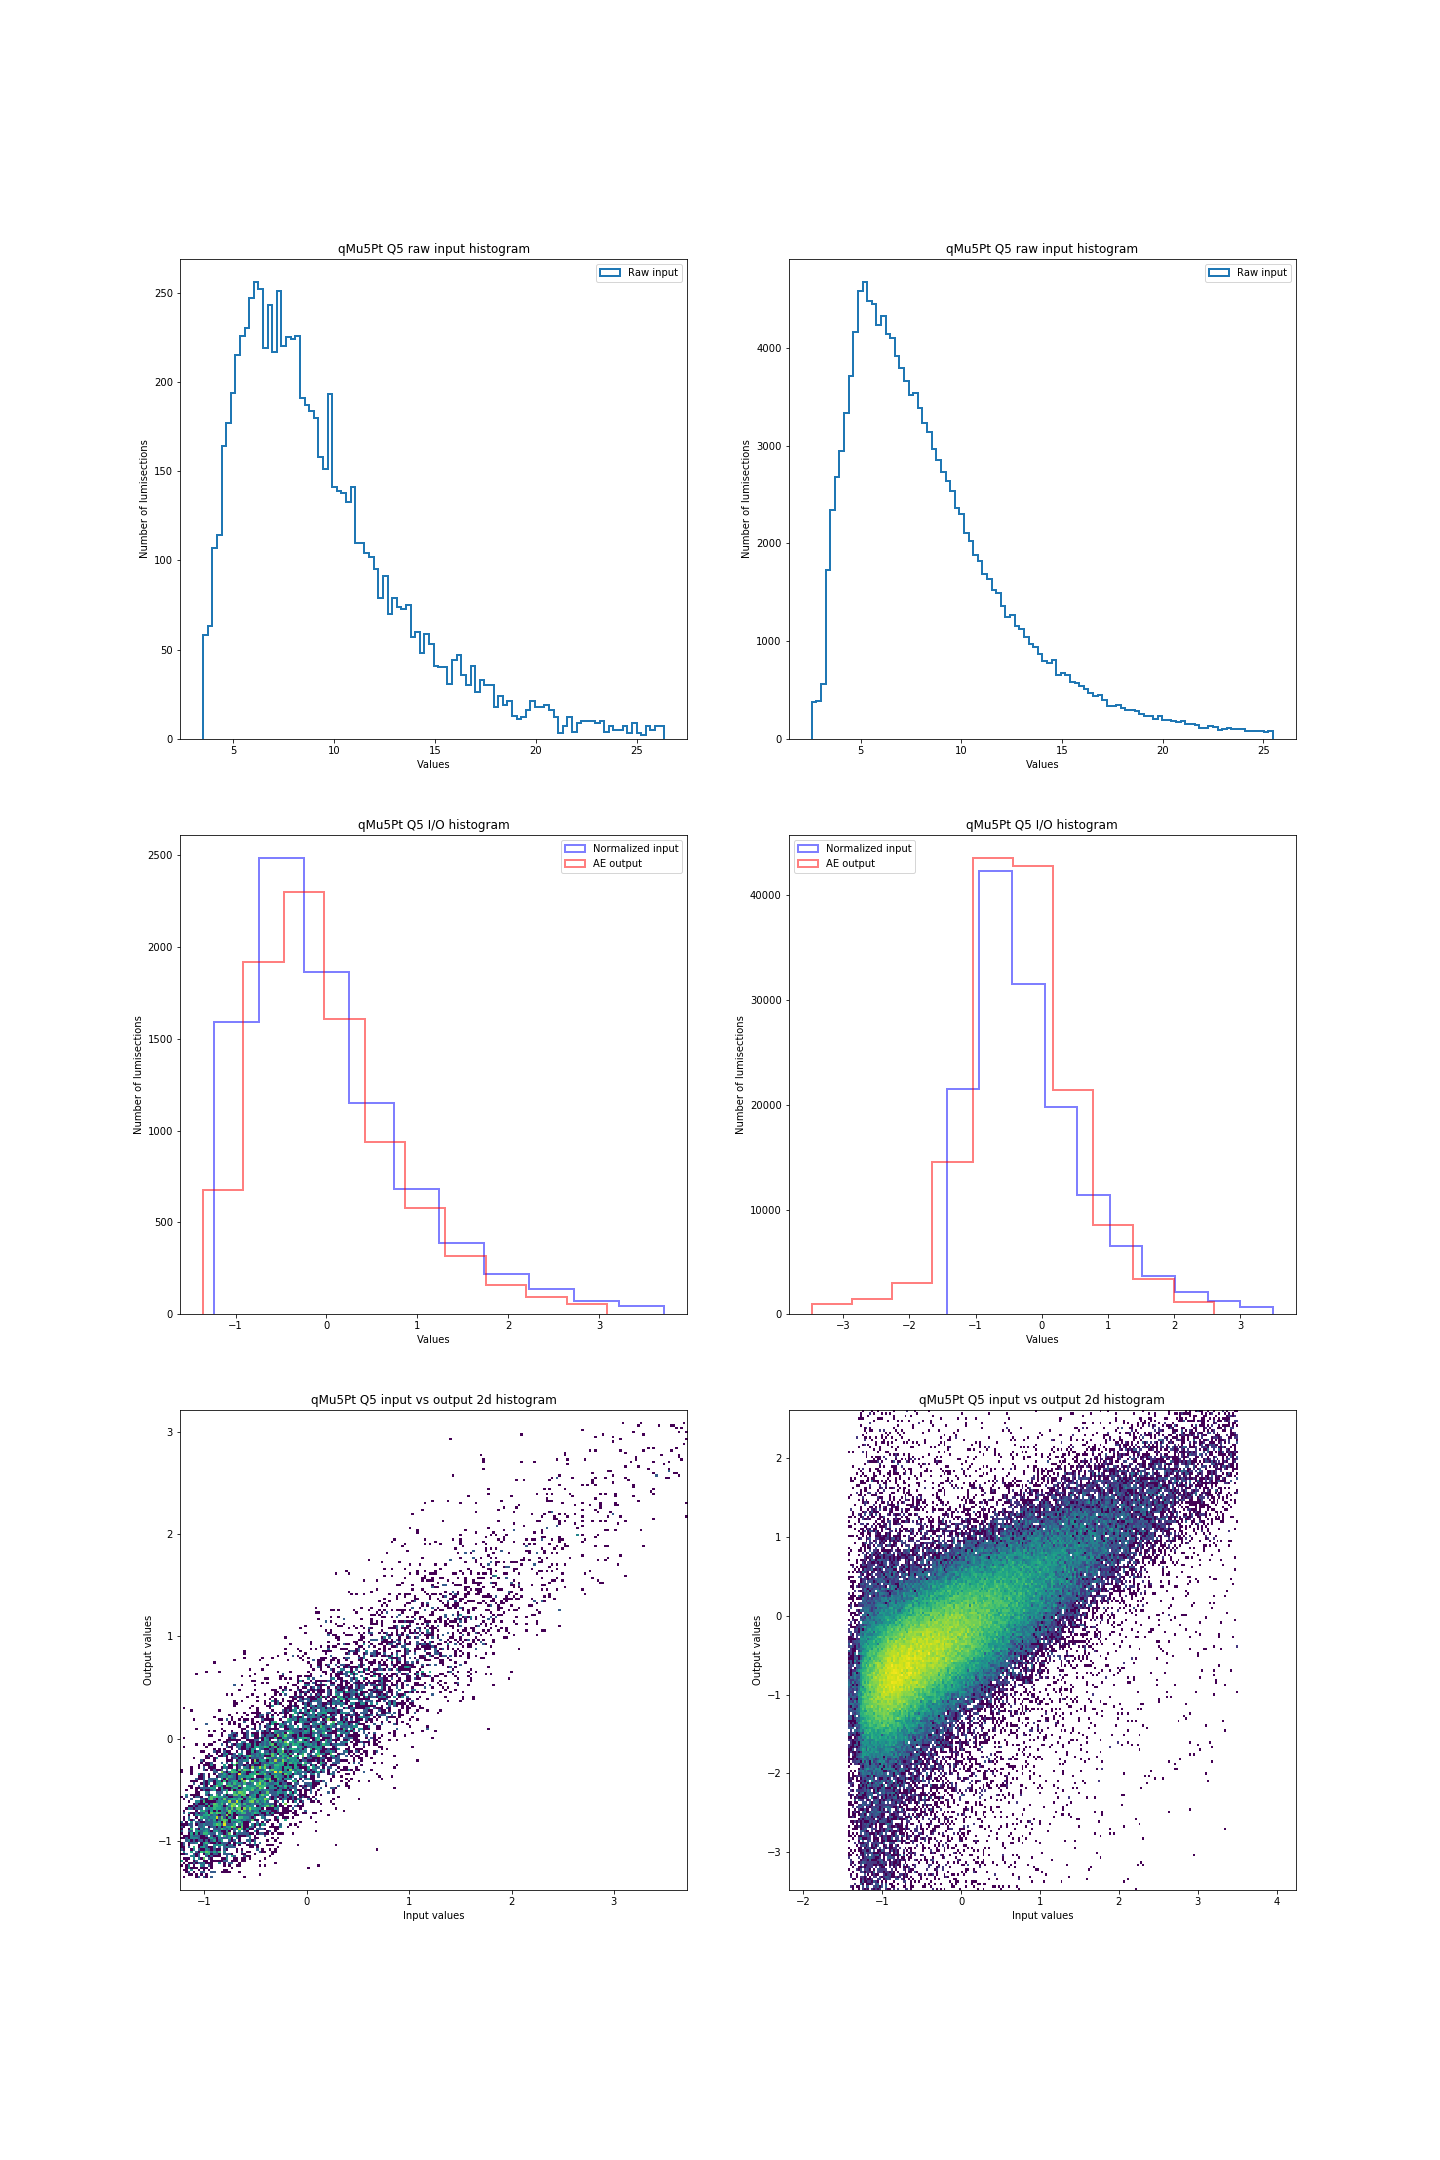 qMu5Pt Q5 raw input histogram
Raw input
250
200
150
100
50
0
Number of lumisections
5 10 15 20 25
Values
qMu5Pt Q5 raw input histogram
Raw input
4000
3000
2000
1000
0
Number of lumisections
5 10 15 20 25
Values
qMu5Pt Q5 I/O histogram
Normalized input
AE output
2500
2000
1500
1000
500
0
Number of lumisections
−1 0 1 2 3
Values
qMu5Pt Q5 I/O histogram
Normalized input
AE output
40000
30000
20000
10000
0
Number of lumisections
−3 −2 −1 0 1 2 3
Values
qMu5Pt Q5 input vs output 2d histogram
3
2
1
0
−1
Output values
−1 0 1 2 3
Input values
qMu5Pt Q5 input vs output 2d histogram
2
1
0
−1
−2
−3
Output values
−2 −1 0 1 2 3 4
Input values